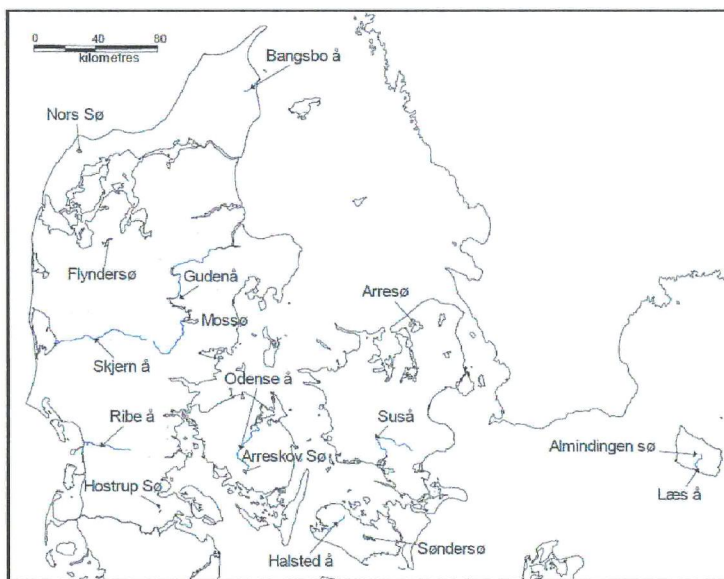 0 40 80
kilometres
Bangsbo å
Nors Sø
Flyndersø
Gudenå
Arresø
Mossø
Skjern å
Odense å
Ribe å
Suså
Almindingen sø
Arreskov Sø
Hostrup Sø
Læs å
Søndersø
Halsted å